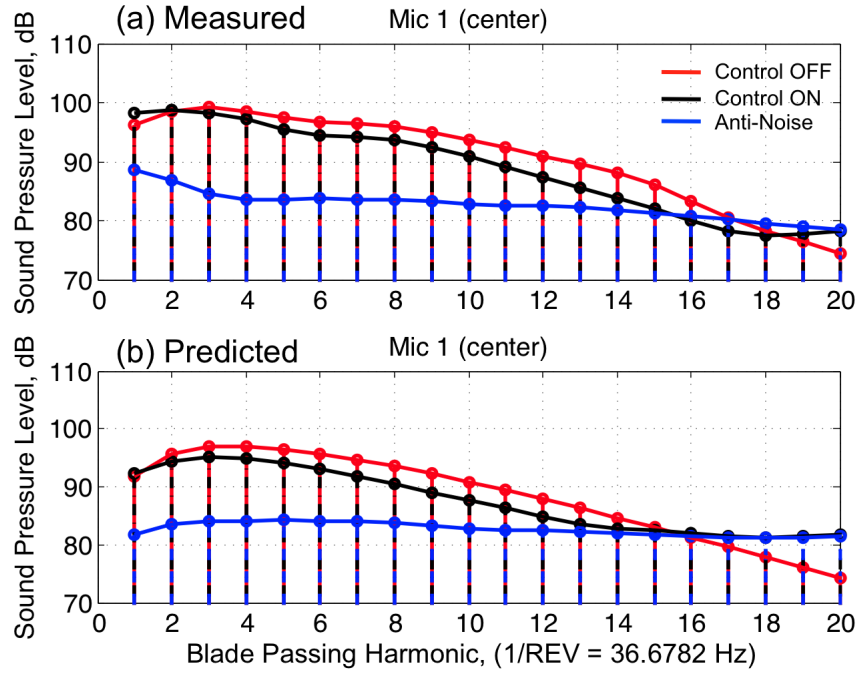 (a) Measured
Mic 1 (center)
Sound Pressure Level, dB
110
100
90
80
70
Control OFF
Control ON
Anti-Noise
0 2 4 6 8 10 12 14 16 18 20
(b) Predicted
Mic 1 (center)
Sound Pressure Level, dB
110
100
90
80
70
0 2 4 6 8 10 12 14 16 18 20
Blade Passing Harmonic, (1/REV = 36.6782 Hz)